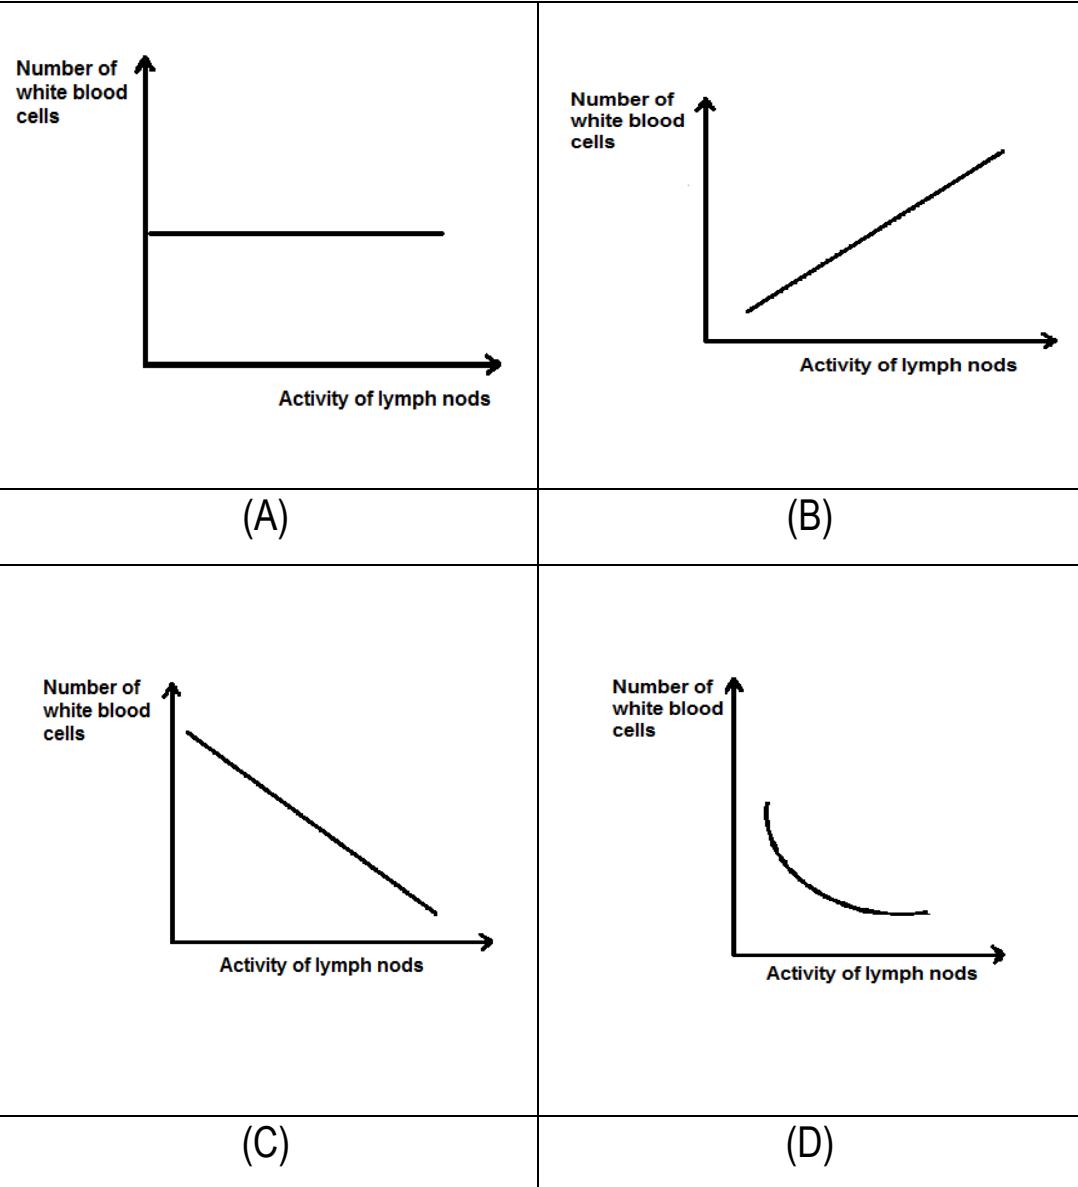 Number of
white blood
cells
Activity of lymph nods
(A)
Number of
white blood
cells
Activity of lymph nods
(B)
Number of
white blood
cells
Activity of lymph nods
(C)
Number of
white blood
cells
Activity of lymph nods
(D)